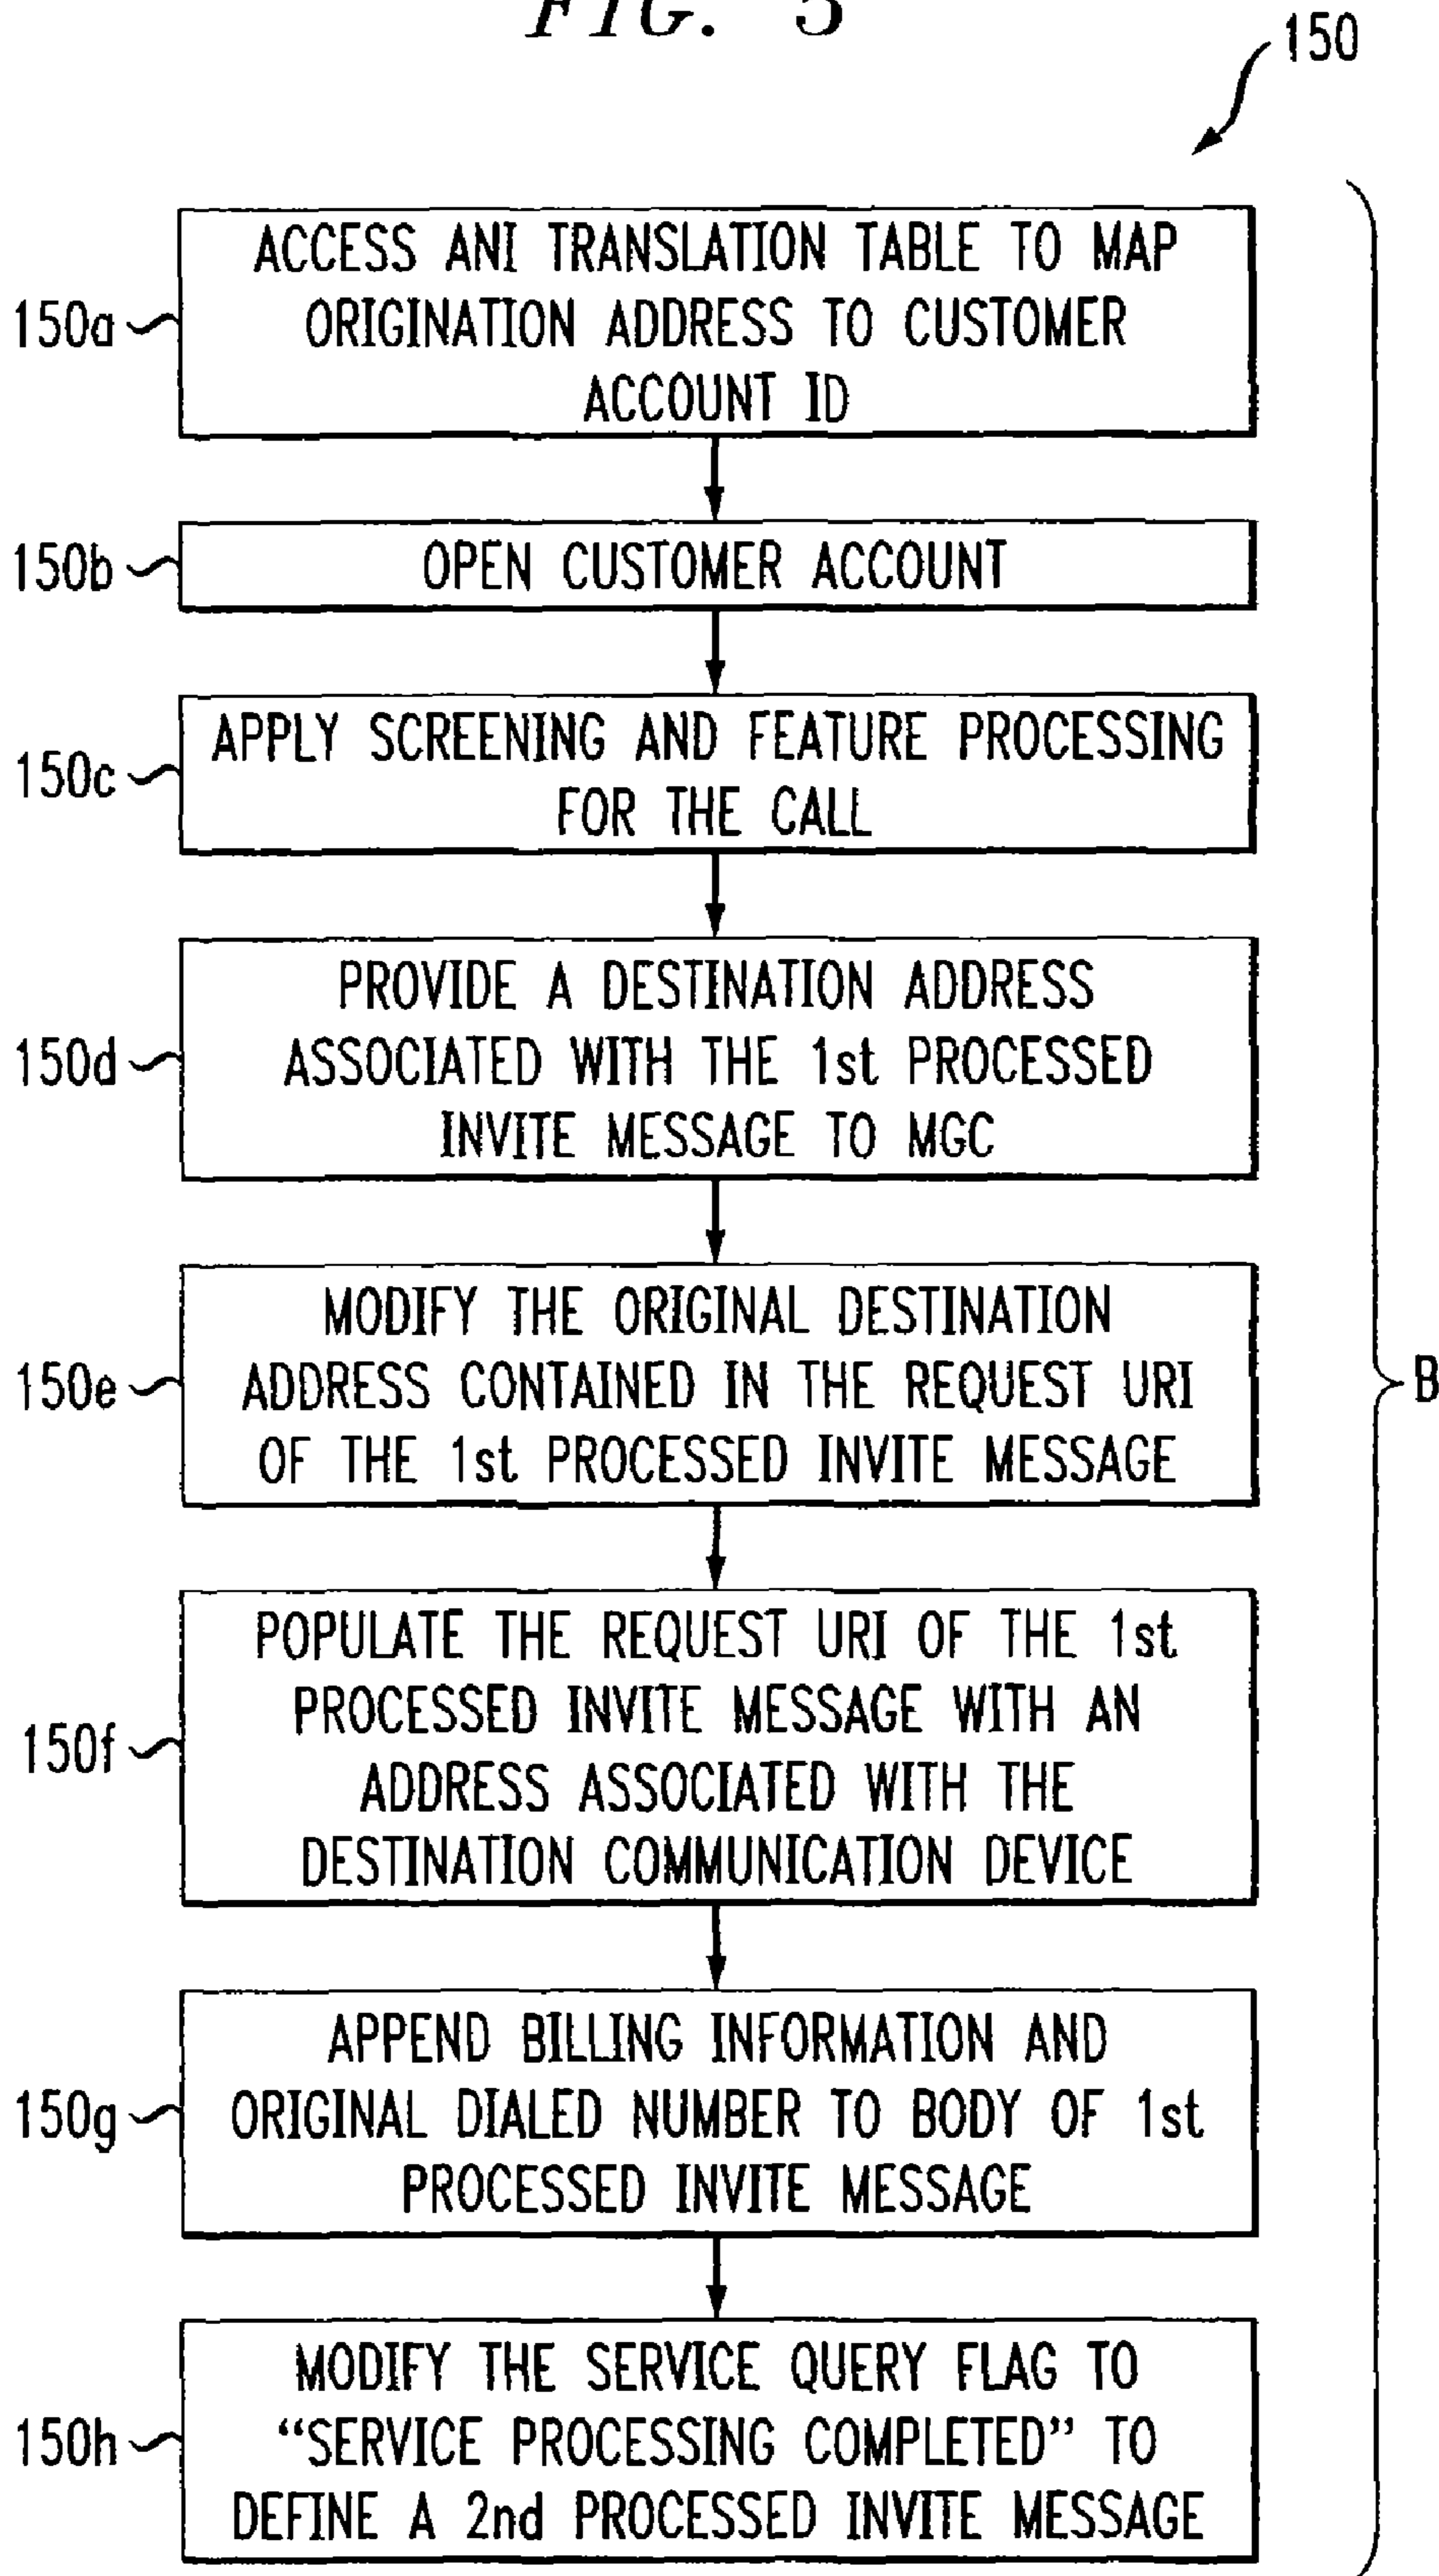 FIG. 5
150
150a
ACCESS ANI TRANSLATION TABLE TO MAP
ORIGINATION ADDRESS TO CUSTOMER
ACCOUNT ID
150b
OPEN CUSTOMER ACCOUNT
150c
APPLY SCREENING AND FEATURE PROCESSING
FOR THE CALL
150d
PROVIDE A DESTINATION ADDRESS
ASSOCIATED WITH THE 1st PROCESSED
INVITE MESSAGE TO MGC
150e
MODIFY THE ORIGINAL DESTINATION
ADDRESS CONTAINED IN THE REQUEST URI
OF THE 1st PROCESSED INVITE MESSAGE
B
150f
POPULATE THE REQUEST URI OF THE 1st
PROCESSED INVITE MESSAGE WITH AN
ADDRESS ASSOCIATED WITH THE
DESTINATION COMMUNICATION DEVICE
150g
APPEND BILLING INFORMATION AND
ORIGINAL DIALED NUMBER TO BODY OF 1st
PROCESSED INVITE MESSAGE
150h
MODIFY THE SERVICE QUERY FLAG TO
“SERVICE PROCESSING COMPLETED” TO
DEFINE A 2nd PROCESSED INVITE MESSAGE